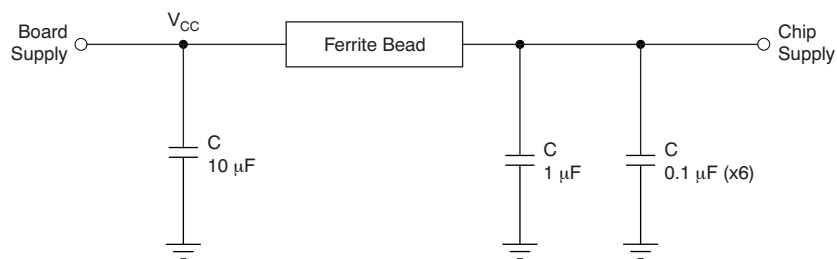 Board
Supply
V_CC
Ferrite Bead
Chip
Supply
C
10 μF
C
1 μF
C
0.1 μF (x6)